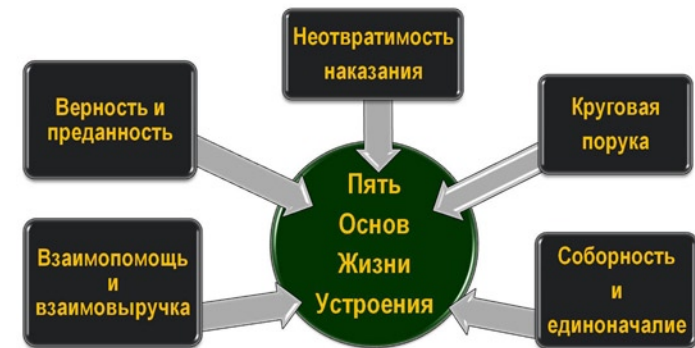 Неотвратимость
наказания
Верность и
преданность
Круговая
порука
Пять
Основ
Жизни
Устроения
Взаимопомощь
и
взаимовыручка
Соборность
и
единоначалие